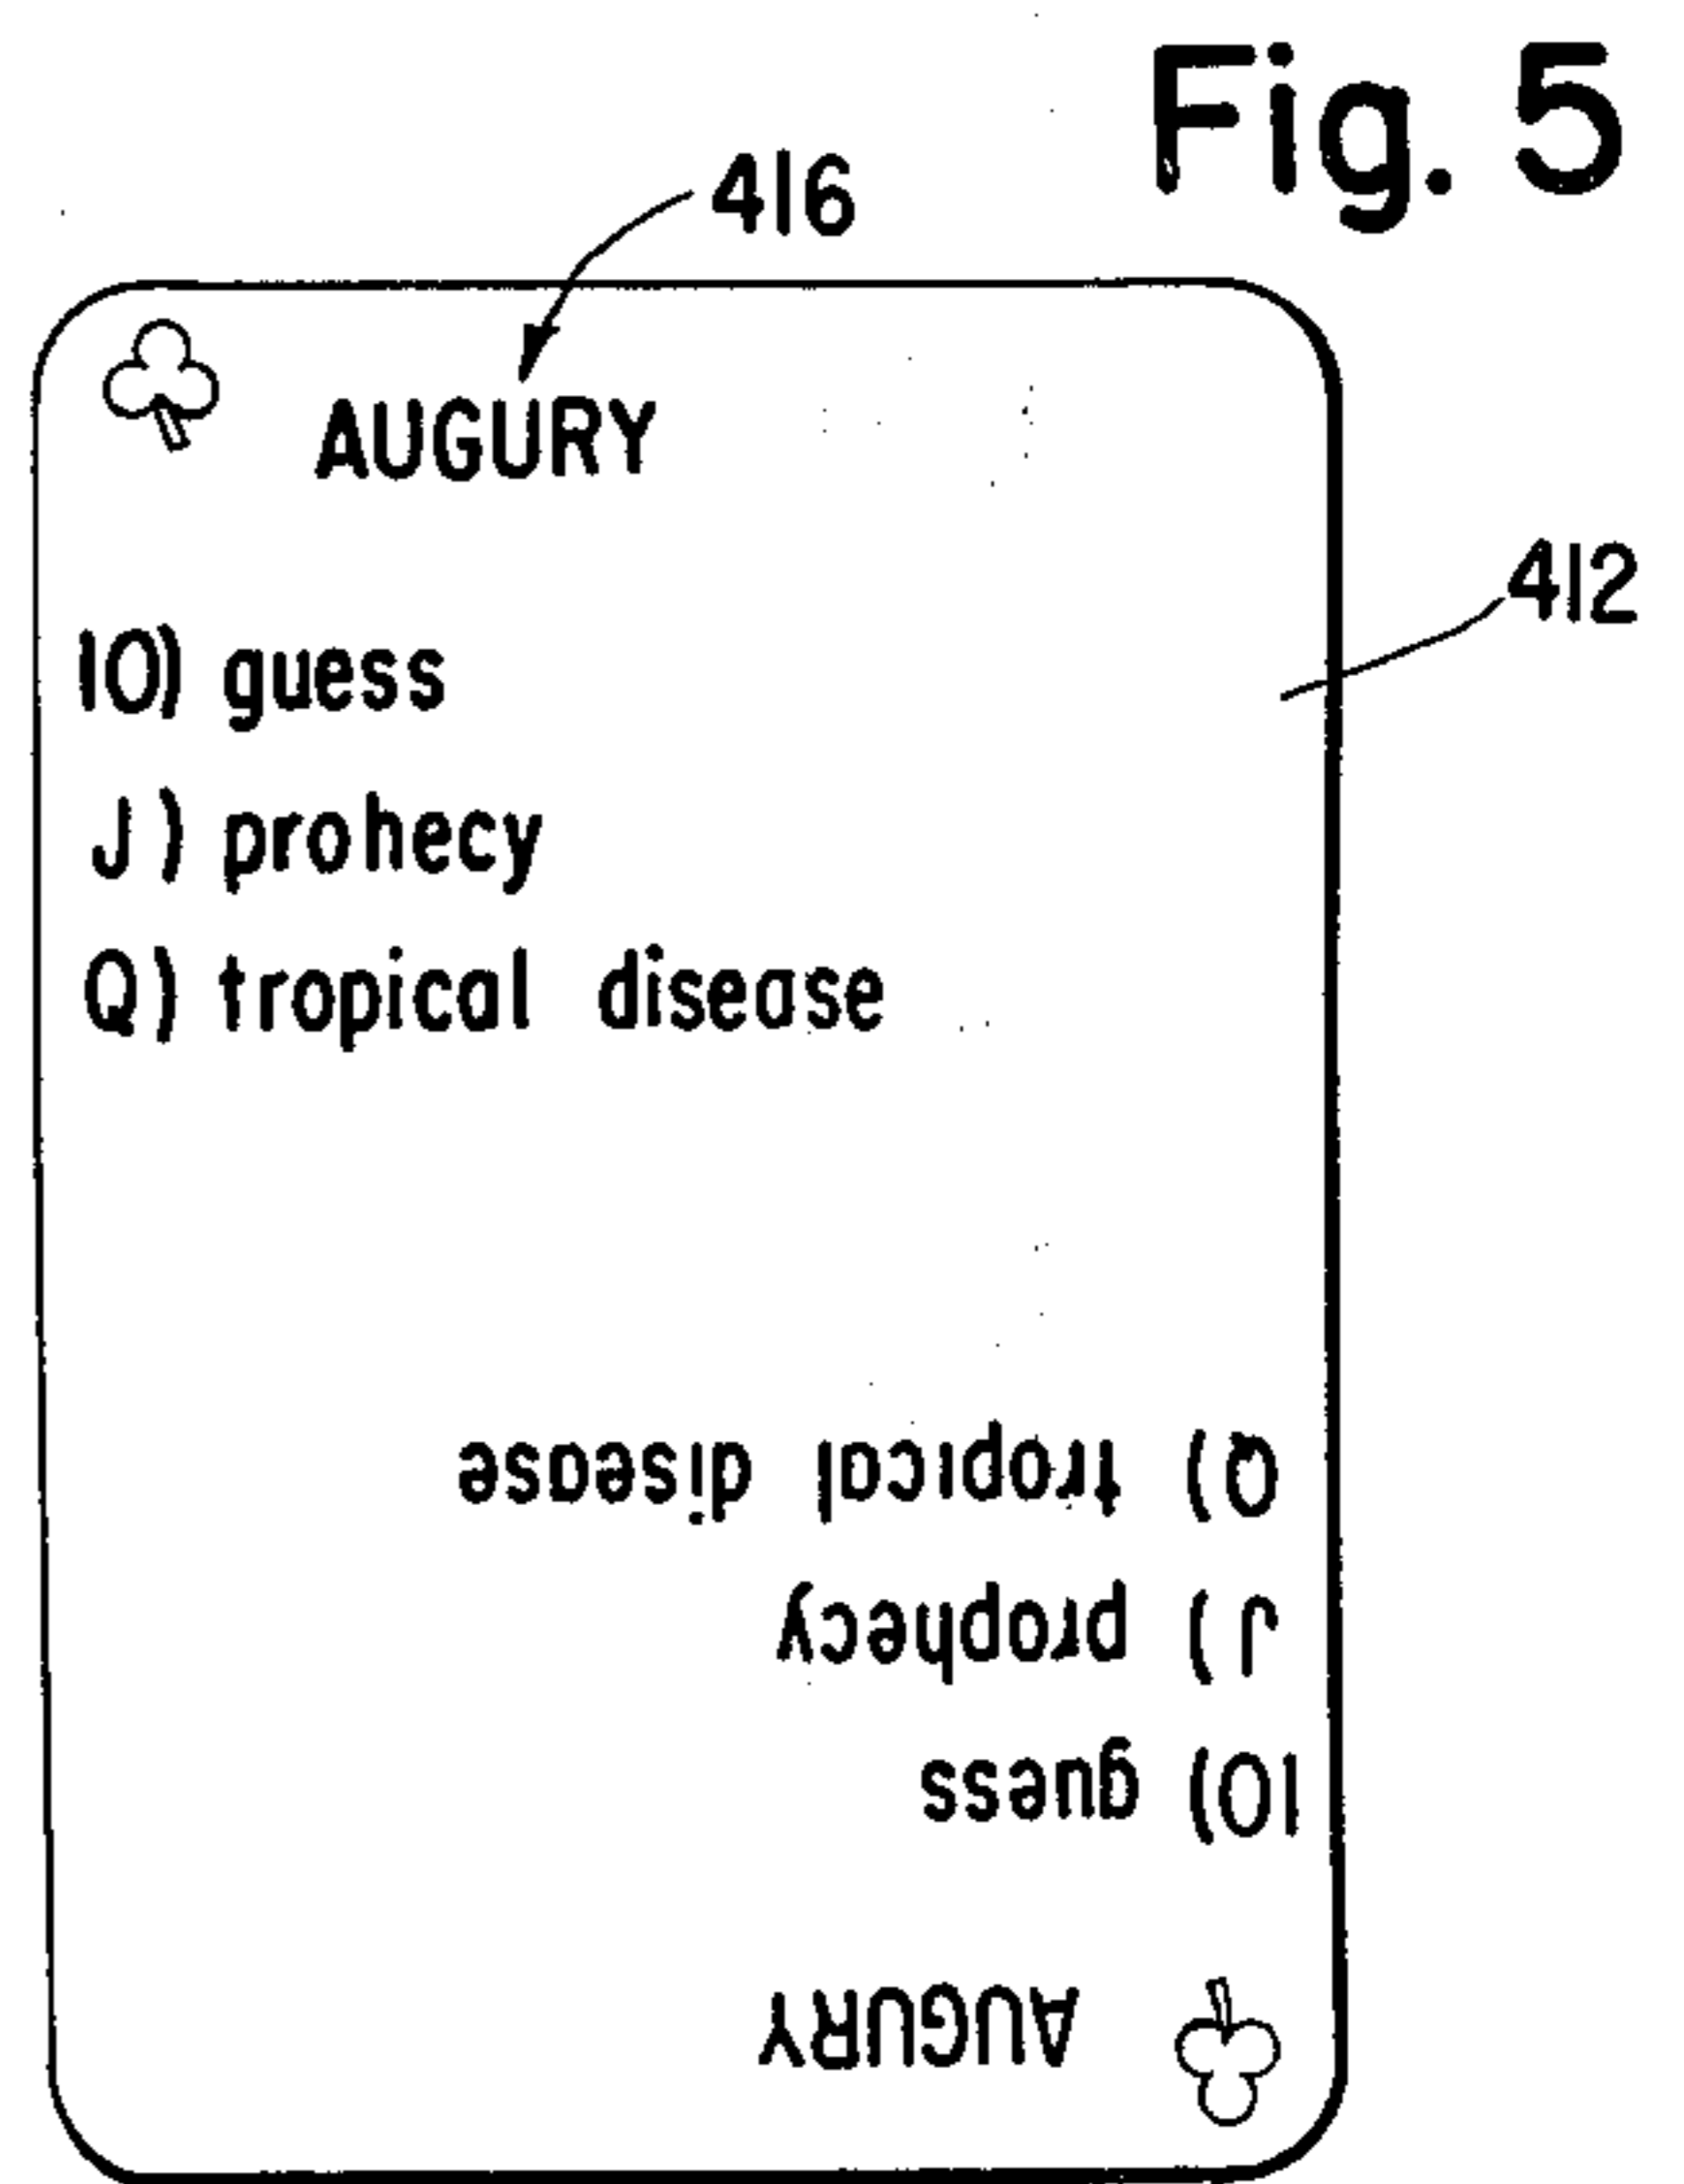 Fig. 5
416
AUGURY
412
10) guess
J) prohecy
Q) tropical disease
Q) tropical disease
J) prophecy
10) guess
AUGURY